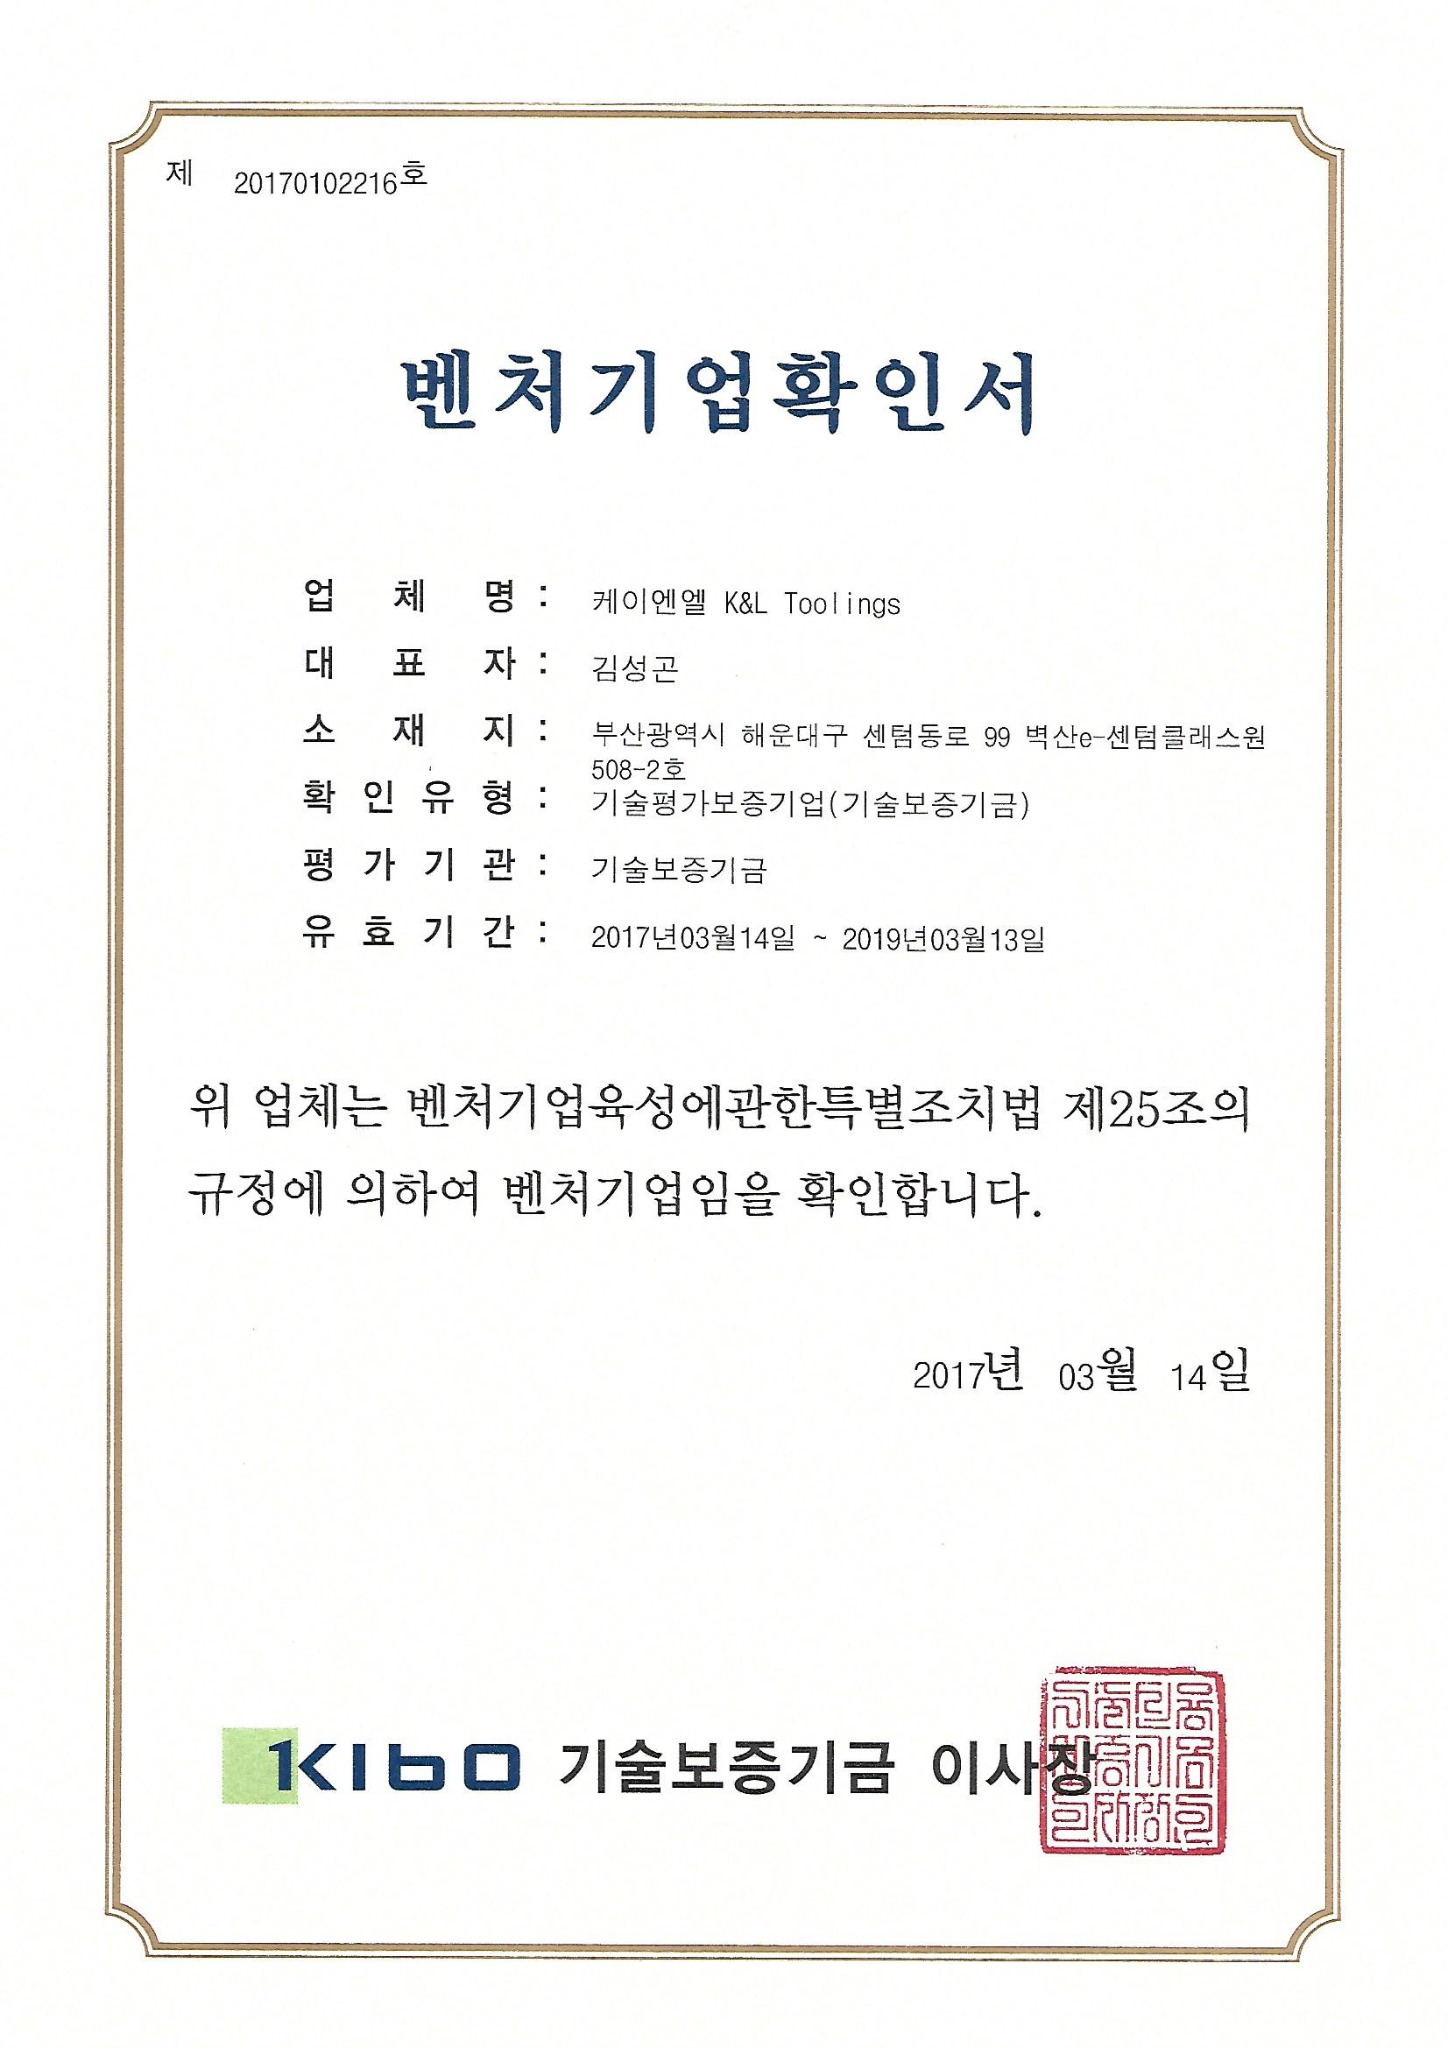 제 20170102216호
벤처기업확인서
업 체 명 : 케이엔엘 K&L Toolings
대 표 자 : 김성곤
소 재 지 : 부산광역시 해운대구 센텀동로 99 벽산e-센텀클래스원
508-2호
확 인 유 형 : 기술평가보증기업(기술보증기금)
평 가 기 관 : 기술보증기금
유 효 기 간 : 2017년03월14일 ~ 2019년03월13일
위 업체는 벤처기업육성에관한특별조치법 제25조의
규정에 의하여 벤처기업임을 확인합니다.
2017년 03월 14일
KIBO 기술보증기금 이사장